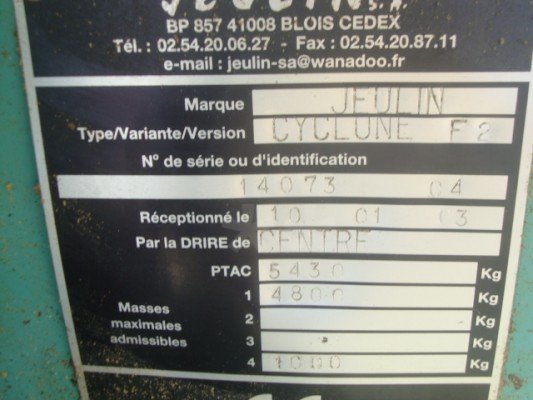 JEULIN S.A.
BP 857 41008 BLOIS CEDEX
Tél. : 02.54.20.06.27 - Fax : 02.54.20.87.11
e-mail : jeulin-sa@wanadoo.fr
Marque JEULIN
Type/Variante/Version CYCLONE F2
N° de série ou d'identification
14073 04
Réceptionné le 10 01 03
Par la DRIRE de CENTRE
PTAC 5430 Kg
1 4800 Kg
Masses maximales admissibles
2 Kg
3 Kg
4 1000 Kg